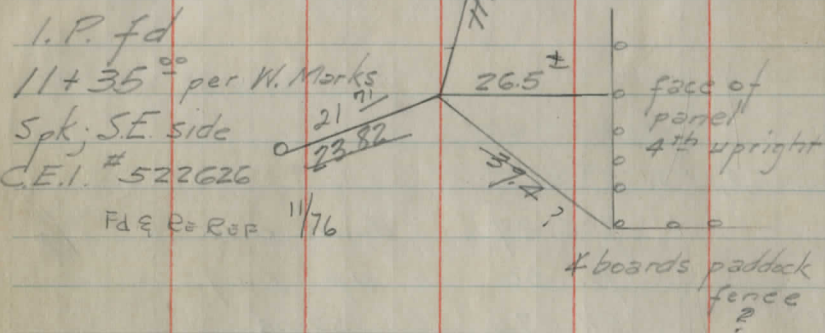 I.P. fd
11+35 00 per W. Marks
Spk; S.E. side
C.E.I. #522626
Fd & Re Ref 11/76
21 71
23.82
26.5 ±
39.4 ?
face of
panel
4th upright
4 boards paddock
fence
?